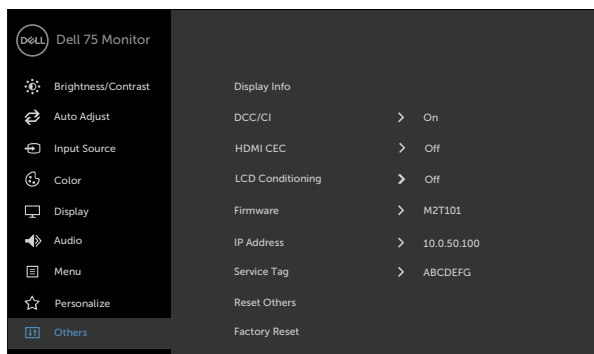 DELL Dell 75 Monitor
Brightness/Contrast
Auto Adjust
Input Source
Color
Display
Audio
Menu
Personalize
Others
Display Info
DCC/CI > On
HDMI CEC > Off
LCD Conditioning > Off
Firmware > M2T101
IP Address > 10.0.50.100
Service Tag > ABCDEFG
Reset Others
Factory Reset